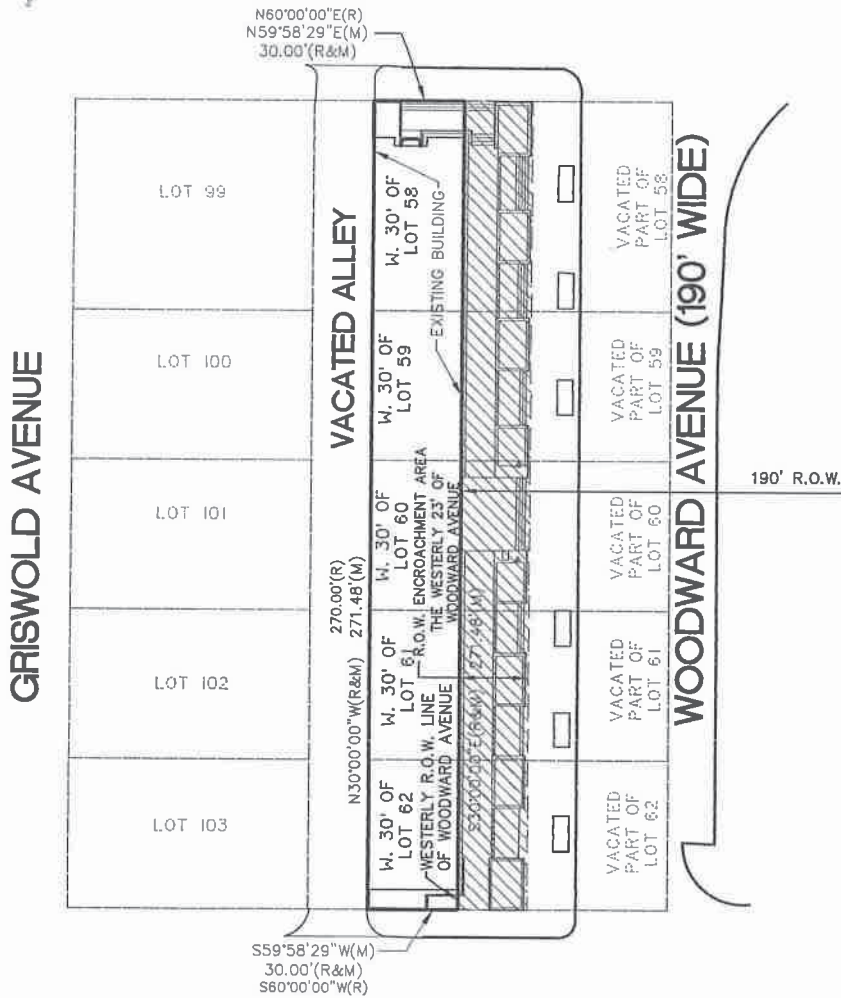 N60°00'00"E(R)
N59°58'29"E(M)
30.00'(R&M)
GRISWOLD AVENUE
LOT 99
LOT 100
LOT 101
LOT 102
LOT 103
VACATED ALLEY
N30°00'00"W(R&M)
270.00'(R)
271.48'(M)
W. 30' OF
LOT 58
W. 30' OF
LOT 59
W. 30' OF
LOT 60
W. 30' OF
LOT 61
W. 30' OF
LOT 62
EXISTING BUILDING
R.O.W. ENCROACHMENT AREA
THE WESTERLY 23' OF
WOODWARD AVENUE
WESTERLY R.O.W. LINE
OF WOODWARD AVENUE
S30°00'00"E(R&M) 271.48'(M)
VACATED
PART OF
LOT 58
VACATED
PART OF
LOT 59
VACATED
PART OF
LOT 60
VACATED
PART OF
LOT 61
VACATED
PART OF
LOT 62
WOODWARD AVENUE (190' WIDE)
190' R.O.W.
S59°58'29"W(M)
30.00'(R&M)
S60°00'00"W(R)